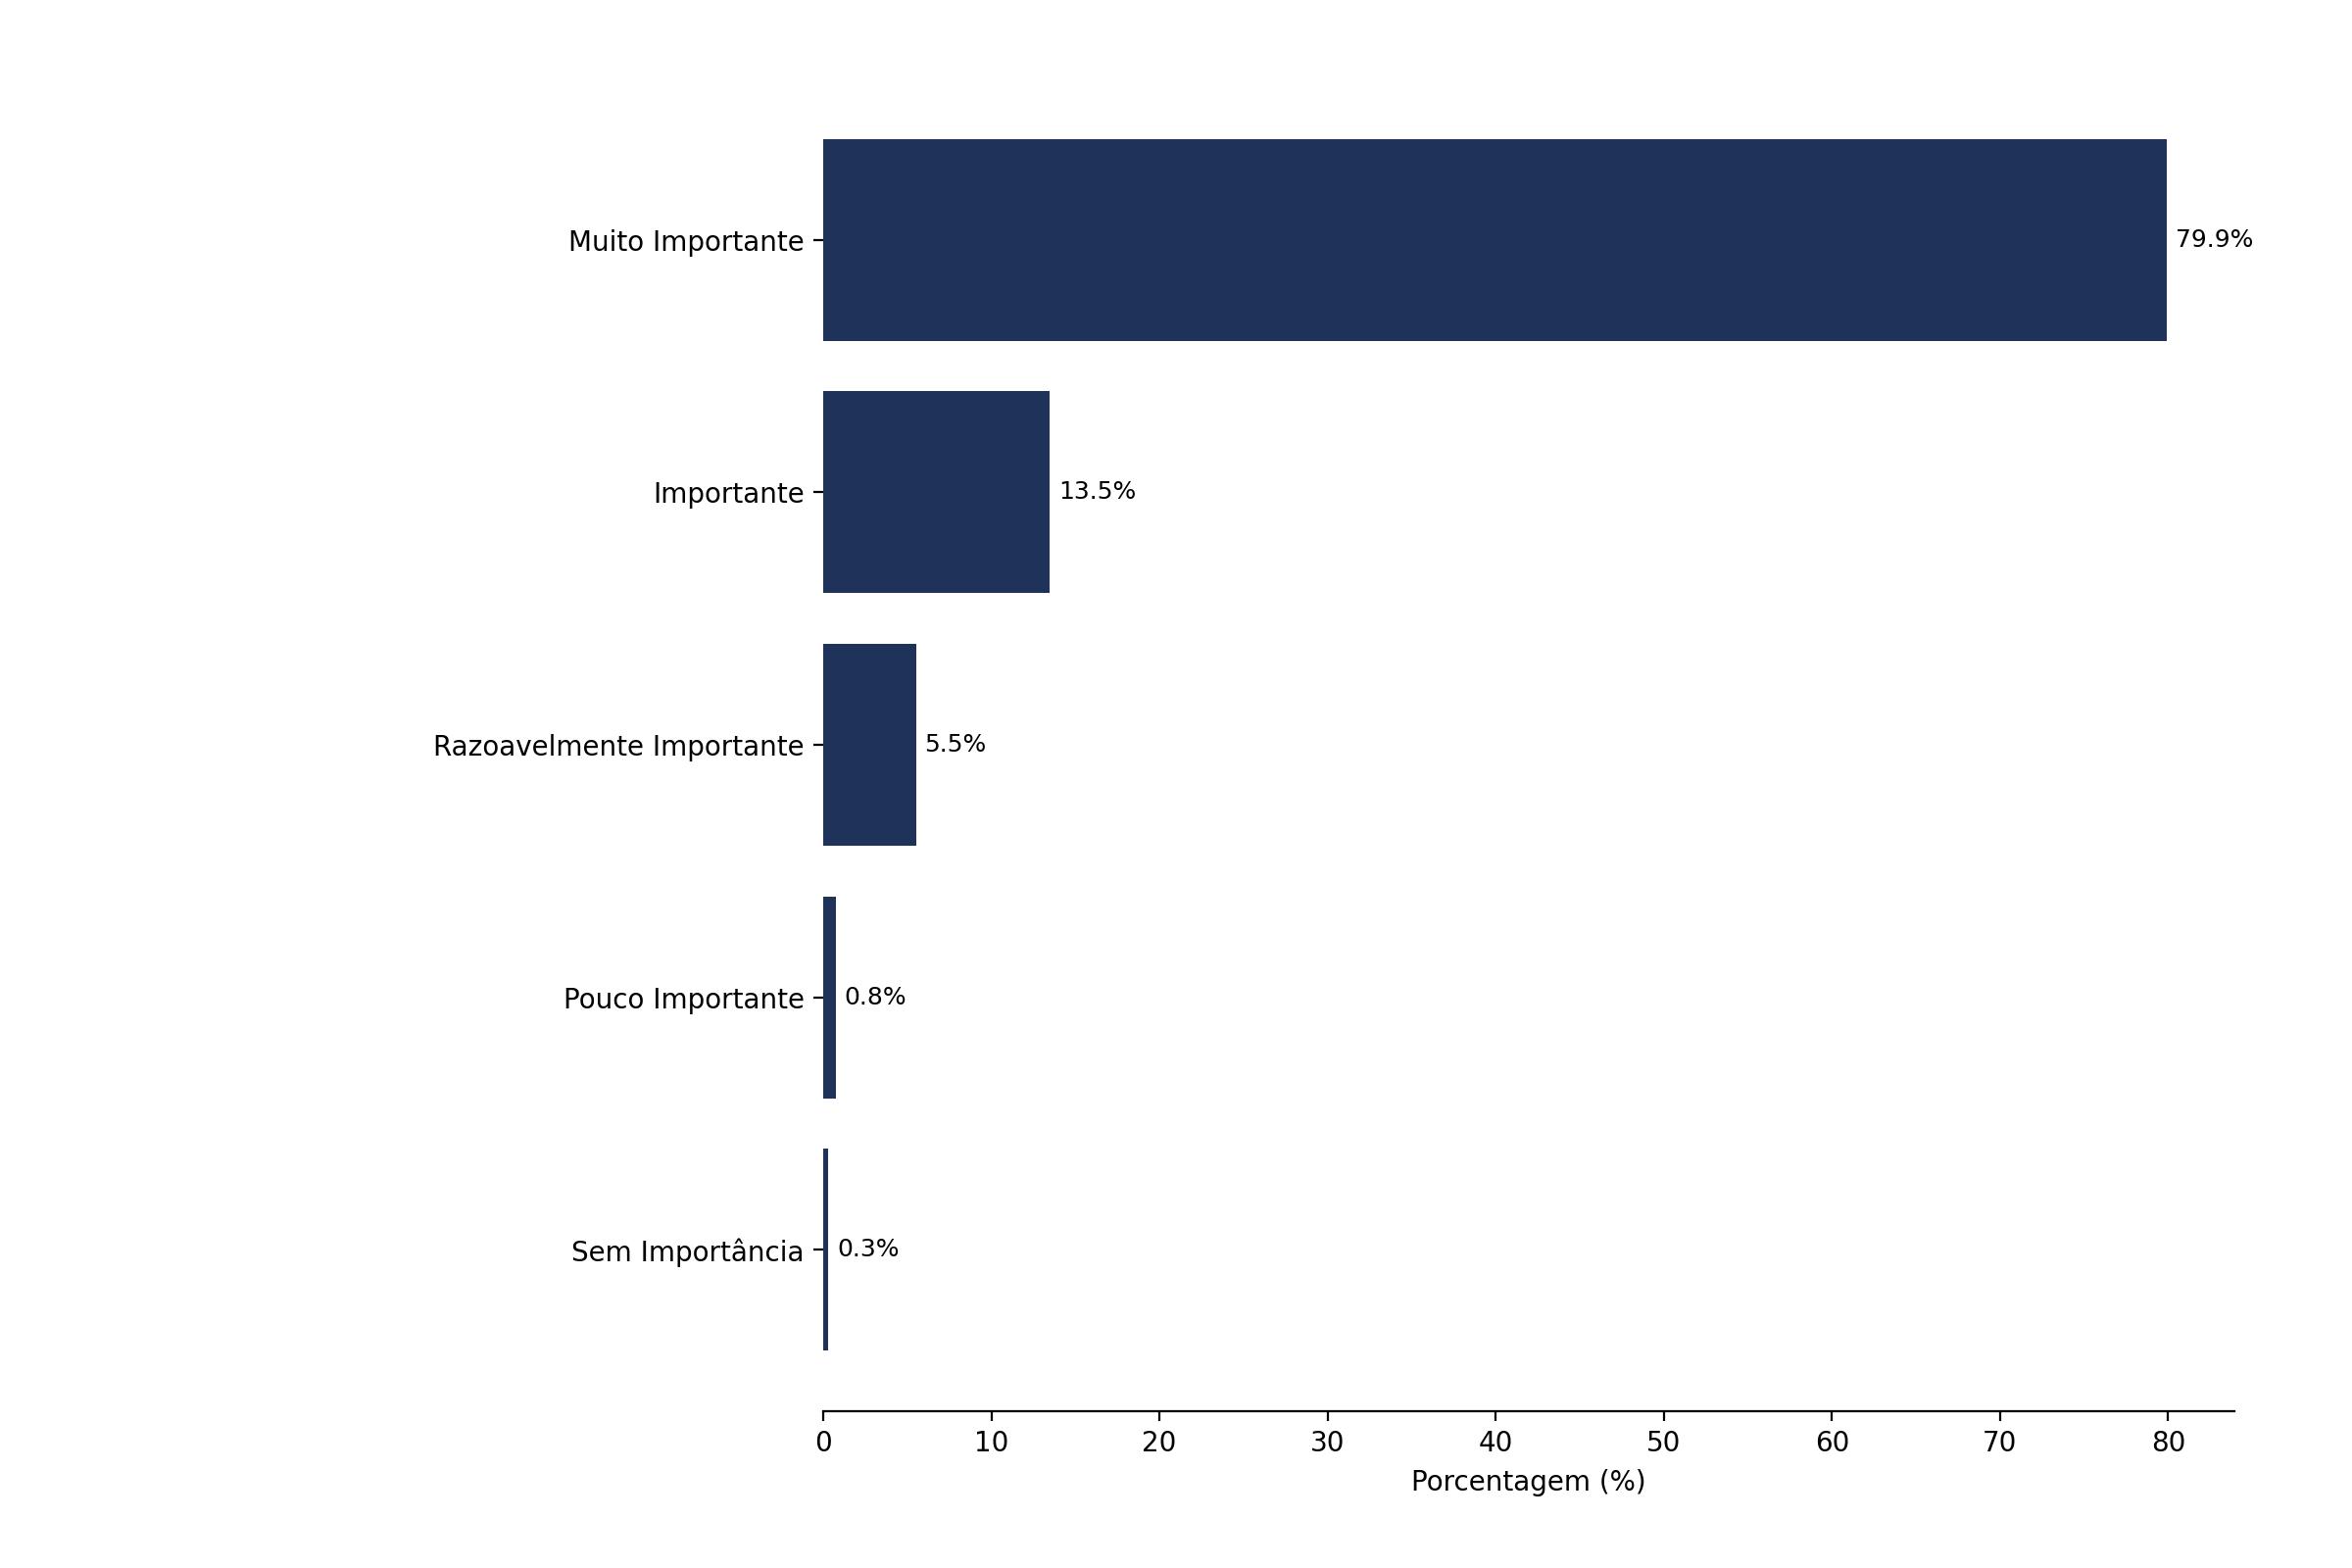 Muito Importante
79.9%
Importante
13.5%
Razoavelmente Importante
5.5%
Pouco Importante
0.8%
Sem Importância
0.3%
0 10 20 30 40 50 60 70 80
Porcentagem (%)